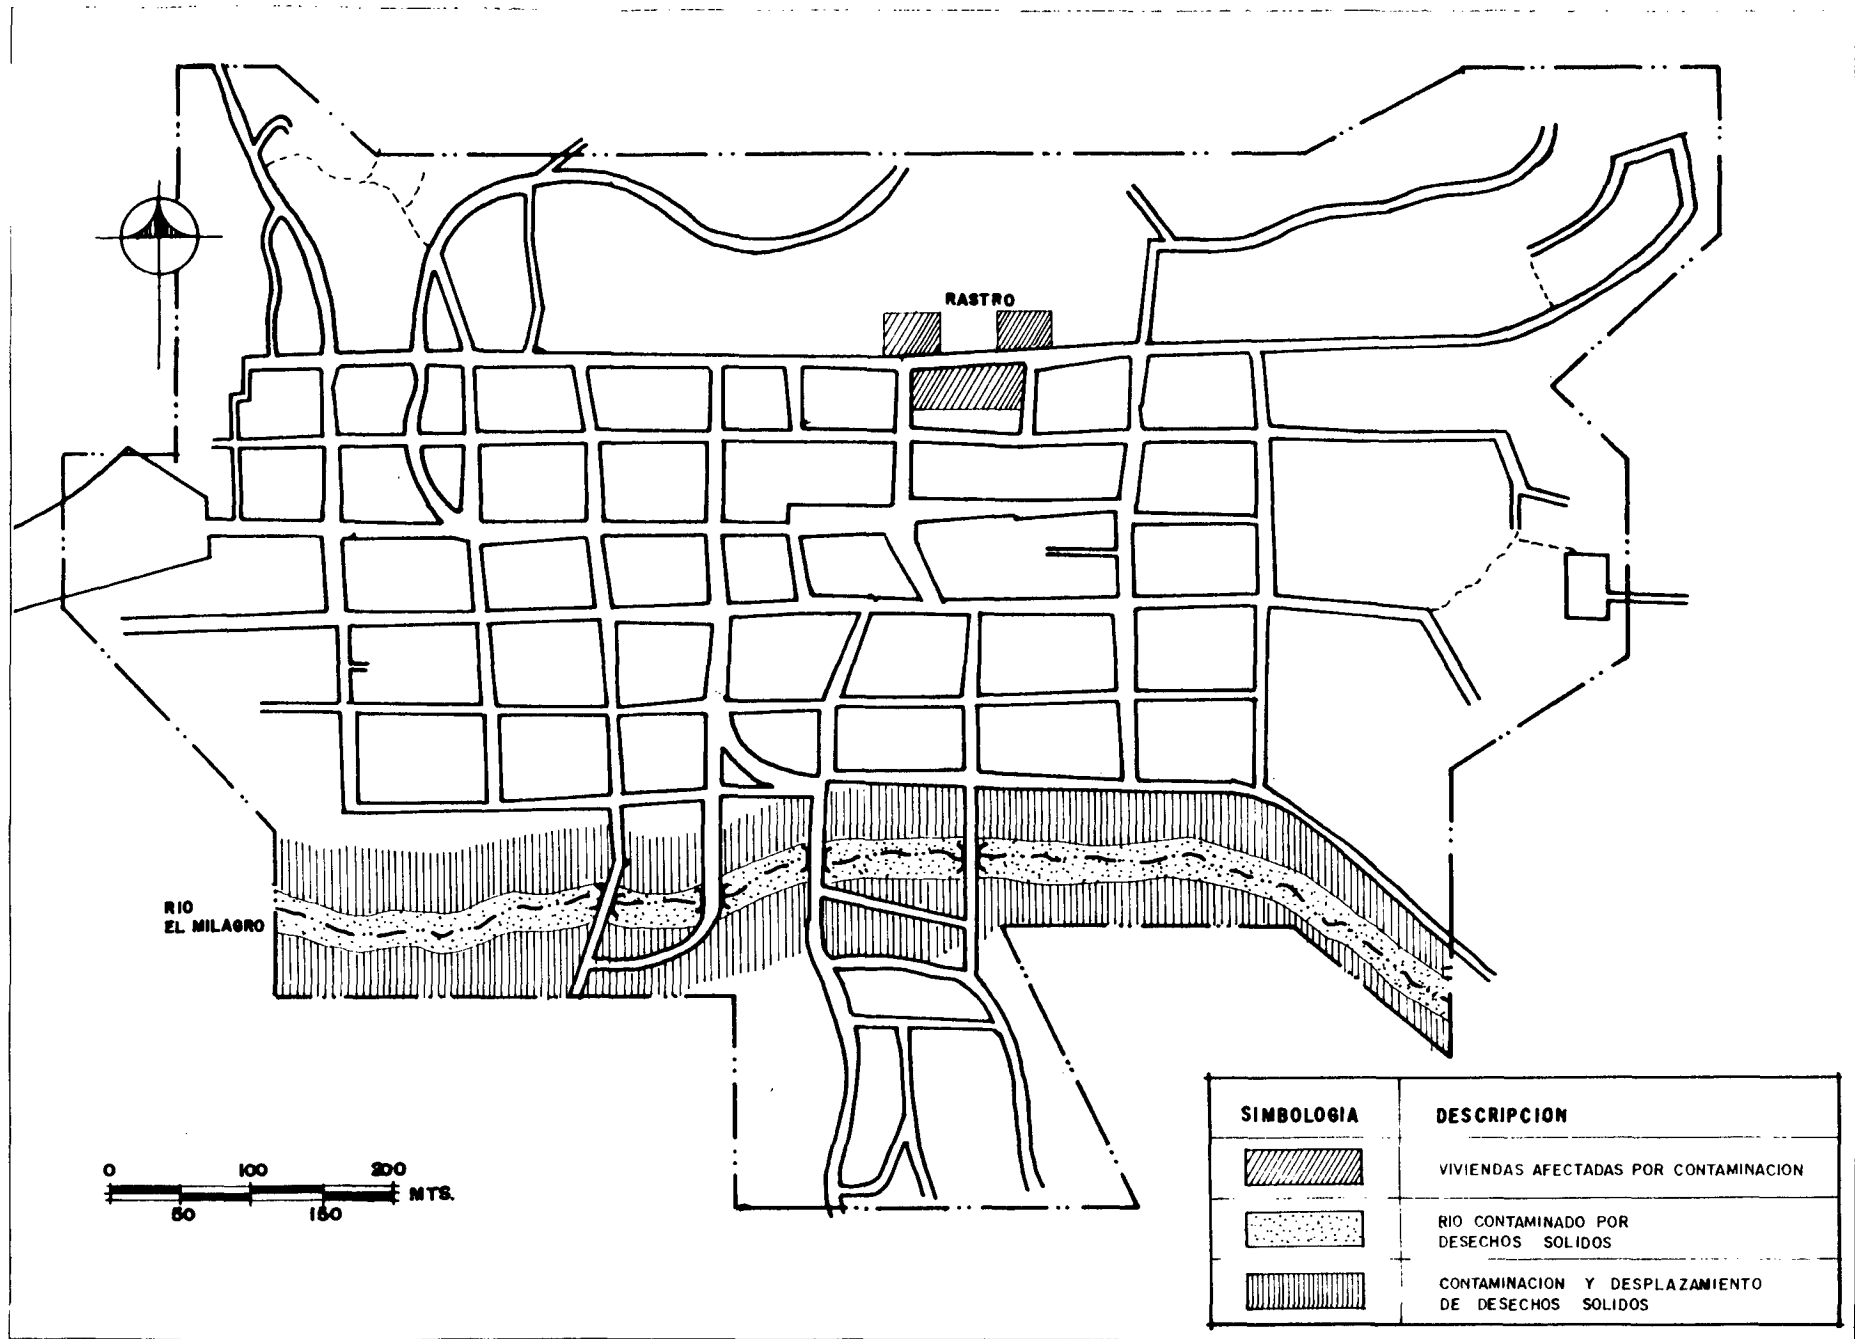 RASTRO
RIO
EL MILAGRO
0 100 200
MTS.
50 150
SIMBOLOGIA DESCRIPCION
VIVIENDAS AFECTADAS POR CONTAMINACION
RIO CONTAMINADO POR
DESECHOS SOLIDOS
CONTAMINACION Y DESPLAZAMIENTO
DE DESECHOS SOLIDOS